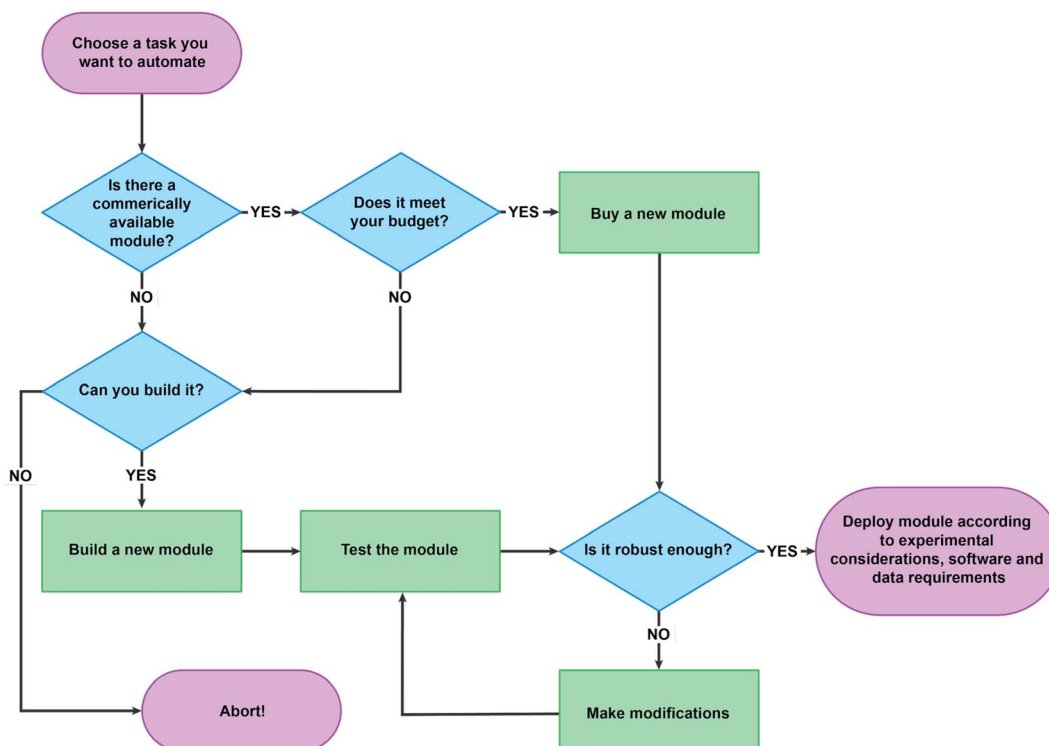 Choose a task you
want to automate
Is there a
commerically
available
module?
YES
Does it meet
your budget?
YES
Buy a new module
NO
NO
Can you build it?
NO
YES
Build a new module
Test the module
Is it robust enough?
YES
Deploy module according
to experimental
considerations, software and
data requirements
NO
Abort!
Make modifications